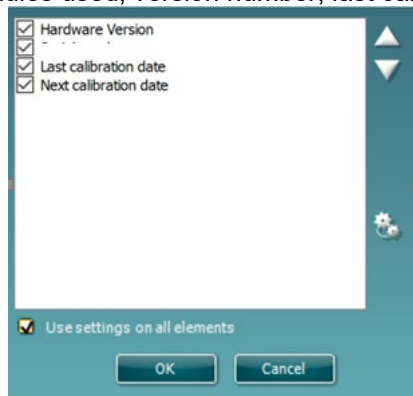 Hardware Version
Last calibration date
Next calibration date
Use settings on all elements
OK
Cancel